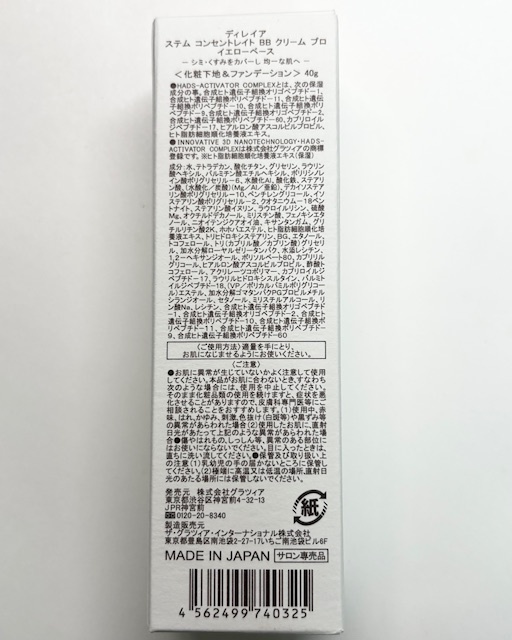 ディレイア
ステム コンセントレイト BB クリーム プロ
イエローベース
― シミ・くすみをカバーし 均一な肌へ ―
＜化粧下地＆ファンデーション＞ 40g
●HADS-ACTIVATOR COMPLEXとは、次の保湿
成分の事。合成ヒト遺伝子組換オリゴペプチド-1、
合成ヒト遺伝子組換ポリペプチド-11、合成ヒト遺伝子
組換ポリペプチド-9、合成ヒト遺伝子組換オリゴペプ
チド-2、合成ヒト遺伝子組換ポリペプチド-60、カプリロイルジ
ペプチド-17、ヒアルロン酸アスコルビルプロピル、
ヒト脂肪細胞順化培養液エキス。
●INNOVATIVE 3D NANOTECHNOLOGY・HADS-
ACTIVATOR COMPLEXは株式会社グラツィアの商標
登録です。※ヒト脂肪細胞順化培養液エキス(保湿)
成分:水、テトラデカン、酸化チタン、グリセリン、ラウリン
酸ヘキシル、パルミチン酸エチルヘキシル、ポリリシノレ
イン酸ポリグリセリル-6、水酸化Al、酸化鉄、ステアリン
酸、(水酸化/炭酸)(Mg/Al/亜鉛)、デカイソステア
リン酸ポリグリセリル-10、ペンチレングリコール、イソ
ステアリン酸ポリグリセリル-2、クオタニウム-18ベン
トナイト、ステアリン酸イヌリン、ラウロイルリシン、硫酸
Mg、オクチルドデカノール、ミリスチン酸、フェノキシエタ
ノール、ニオイテンジクアオイ油、キサンタンガム、グリ
チルリチン酸2K、ホホバエステル、ヒト脂肪細胞順化培
養液エキス、トリヒドロキシステアリン、BG、エタノール、
トコフェロール、トリ(カプリル酸/カプリン酸)グリセリ
ル、加水分解ローヤルゼリータンパク、水添レシチン、
1,2-ヘキサンジオール、ポリソルベート80、カプリリル
グリコール、ヒアルロン酸アスコルビルプロピル、酢酸ト
コフェロール、アクリレーツコポリマー、カプリロイルジ
ペプチド-17、ラウリルヒドロキシスルタイン、パルミト
イルジペプチド-18、(VP/ポリカルバミルポリグリコー
ル)エステル、加水分解ゴマタンパクPGプロピルメチル
シランジオール、セタノール、ミリスチルアルコール、リ
ン酸Na、レシチン、合成ヒト遺伝子組換オリゴペプチド-1、
合成ヒト遺伝子組換オリゴペプチド-2、合成ヒト遺伝
子組換ポリペプチド-10、合成ヒト遺伝子組換ポリペプ
チド-11、合成ヒト遺伝子組換ポリペプチド-
9、合成ヒト遺伝子組換ポリペプチド-60
〈ご使用方法〉適量を手にとり、
お肌になじませるようにお使いください。
〈ご注意〉
●お肌に異常が生じていないかよく注意して使用
してください。本品がお肌に合わないとき、すなわち
次のような場合には、使用を中止してください。
そのまま化粧品類の使用を続けますと、症状を悪
化させることがありますので、皮膚科専門医等にご
相談されることをおすすめします。(1)使用中、赤
味、はれ、かゆみ、刺激、色抜け(白斑等)や黒ずみ等
の異常があらわれた場合(2)使用したお肌に、直射
日光があたって上記のような異常があらわれた場合
●傷やはれもの、しっしん等、異常のある部位に
はお使いにならないでください。目に入ったときは、
直ちに洗い流してください。●保管及び取り扱い上
の注意(1)乳幼児の手の届かないところに保管し
てください。(2)極端に高温又は低温の場所、直射日
光のあたる場所には保管しないでください。
発売元 株式会社グラツィア
東京都渋谷区神宮前4-32-13
JPR神宮前
0120-20-8340
紙
製造販売元
ザ・グラツィア・インターナショナル株式会社
東京都豊島区南池袋2-27-17いちご南池袋ビル6F
MADE IN JAPAN サロン専売品
4 562499 740325